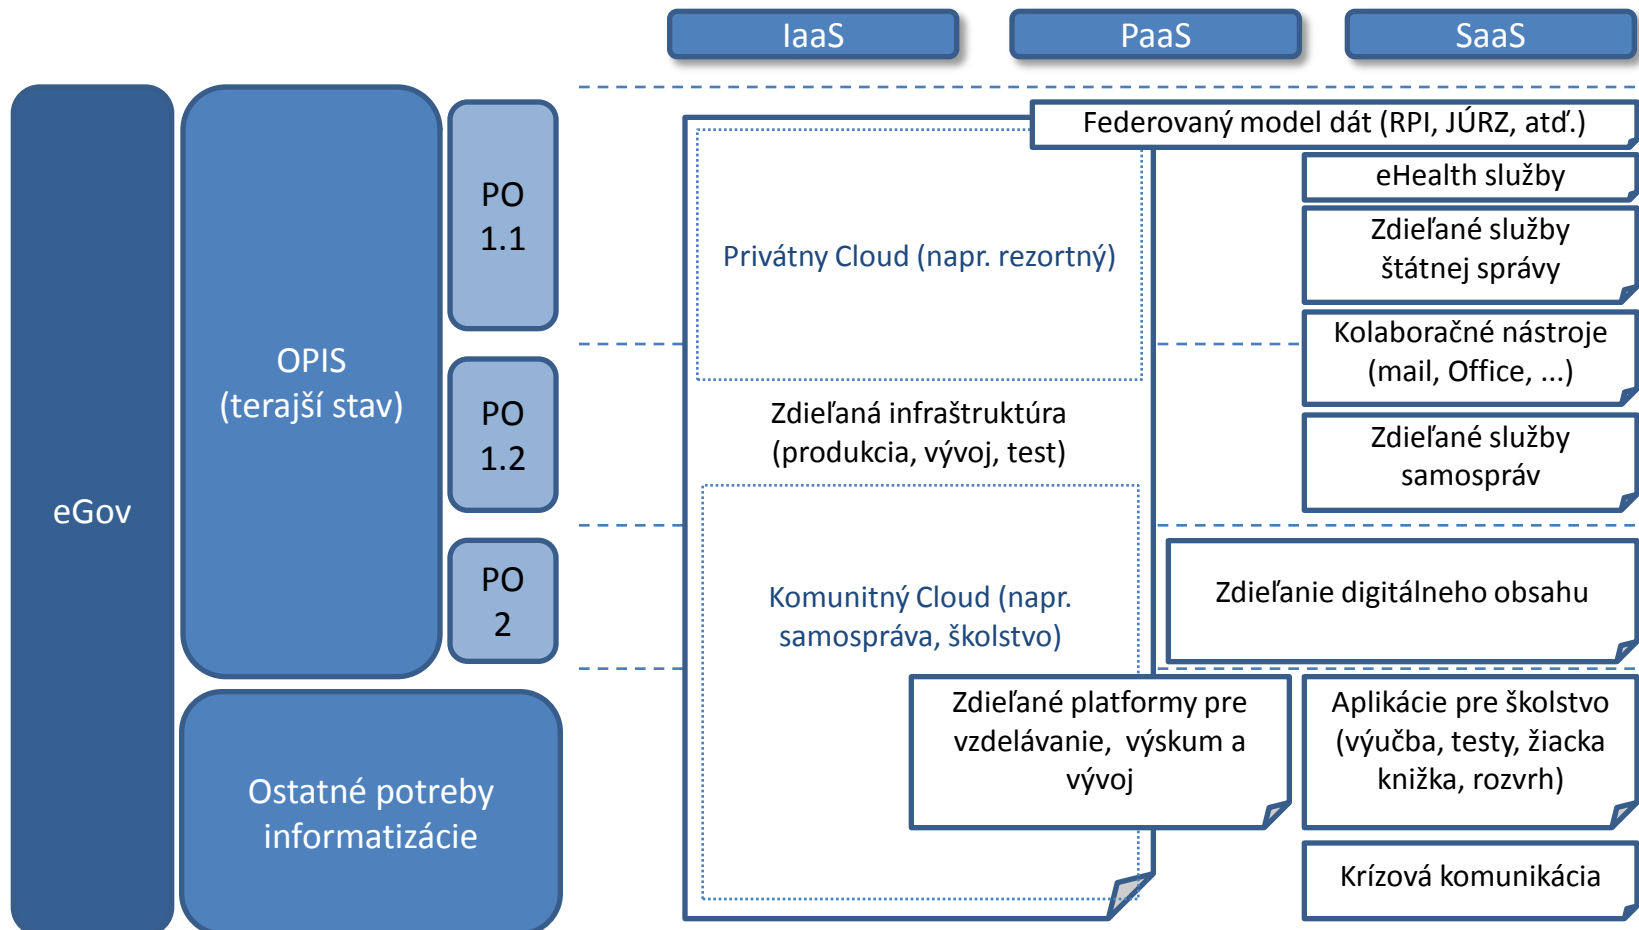 IaaS
PaaS
SaaS
eGov
OPIS
(terajší stav)
PO
1.1
PO
1.2
PO
2
Ostatné potreby
informatizácie
Federovaný model dát (RPI, JÚRZ, atď.)
Privátny Cloud (napr. rezortný)
Zdieľaná infraštruktúra
(produkcia, vývoj, test)
Komunitný Cloud (napr.
samospráva, školstvo)
eHealth služby
Zdieľané služby
štátnej správy
Kolaboračné nástroje
(mail, Office, ...)
Zdieľané služby
samospráv
Zdieľanie digitálneho obsahu
Zdieľané platformy pre
vzdelávanie, výskum a
vývoj
Aplikácie pre školstvo
(výučba, testy, žiacka
knižka, rozvrh)
Krízová komunikácia